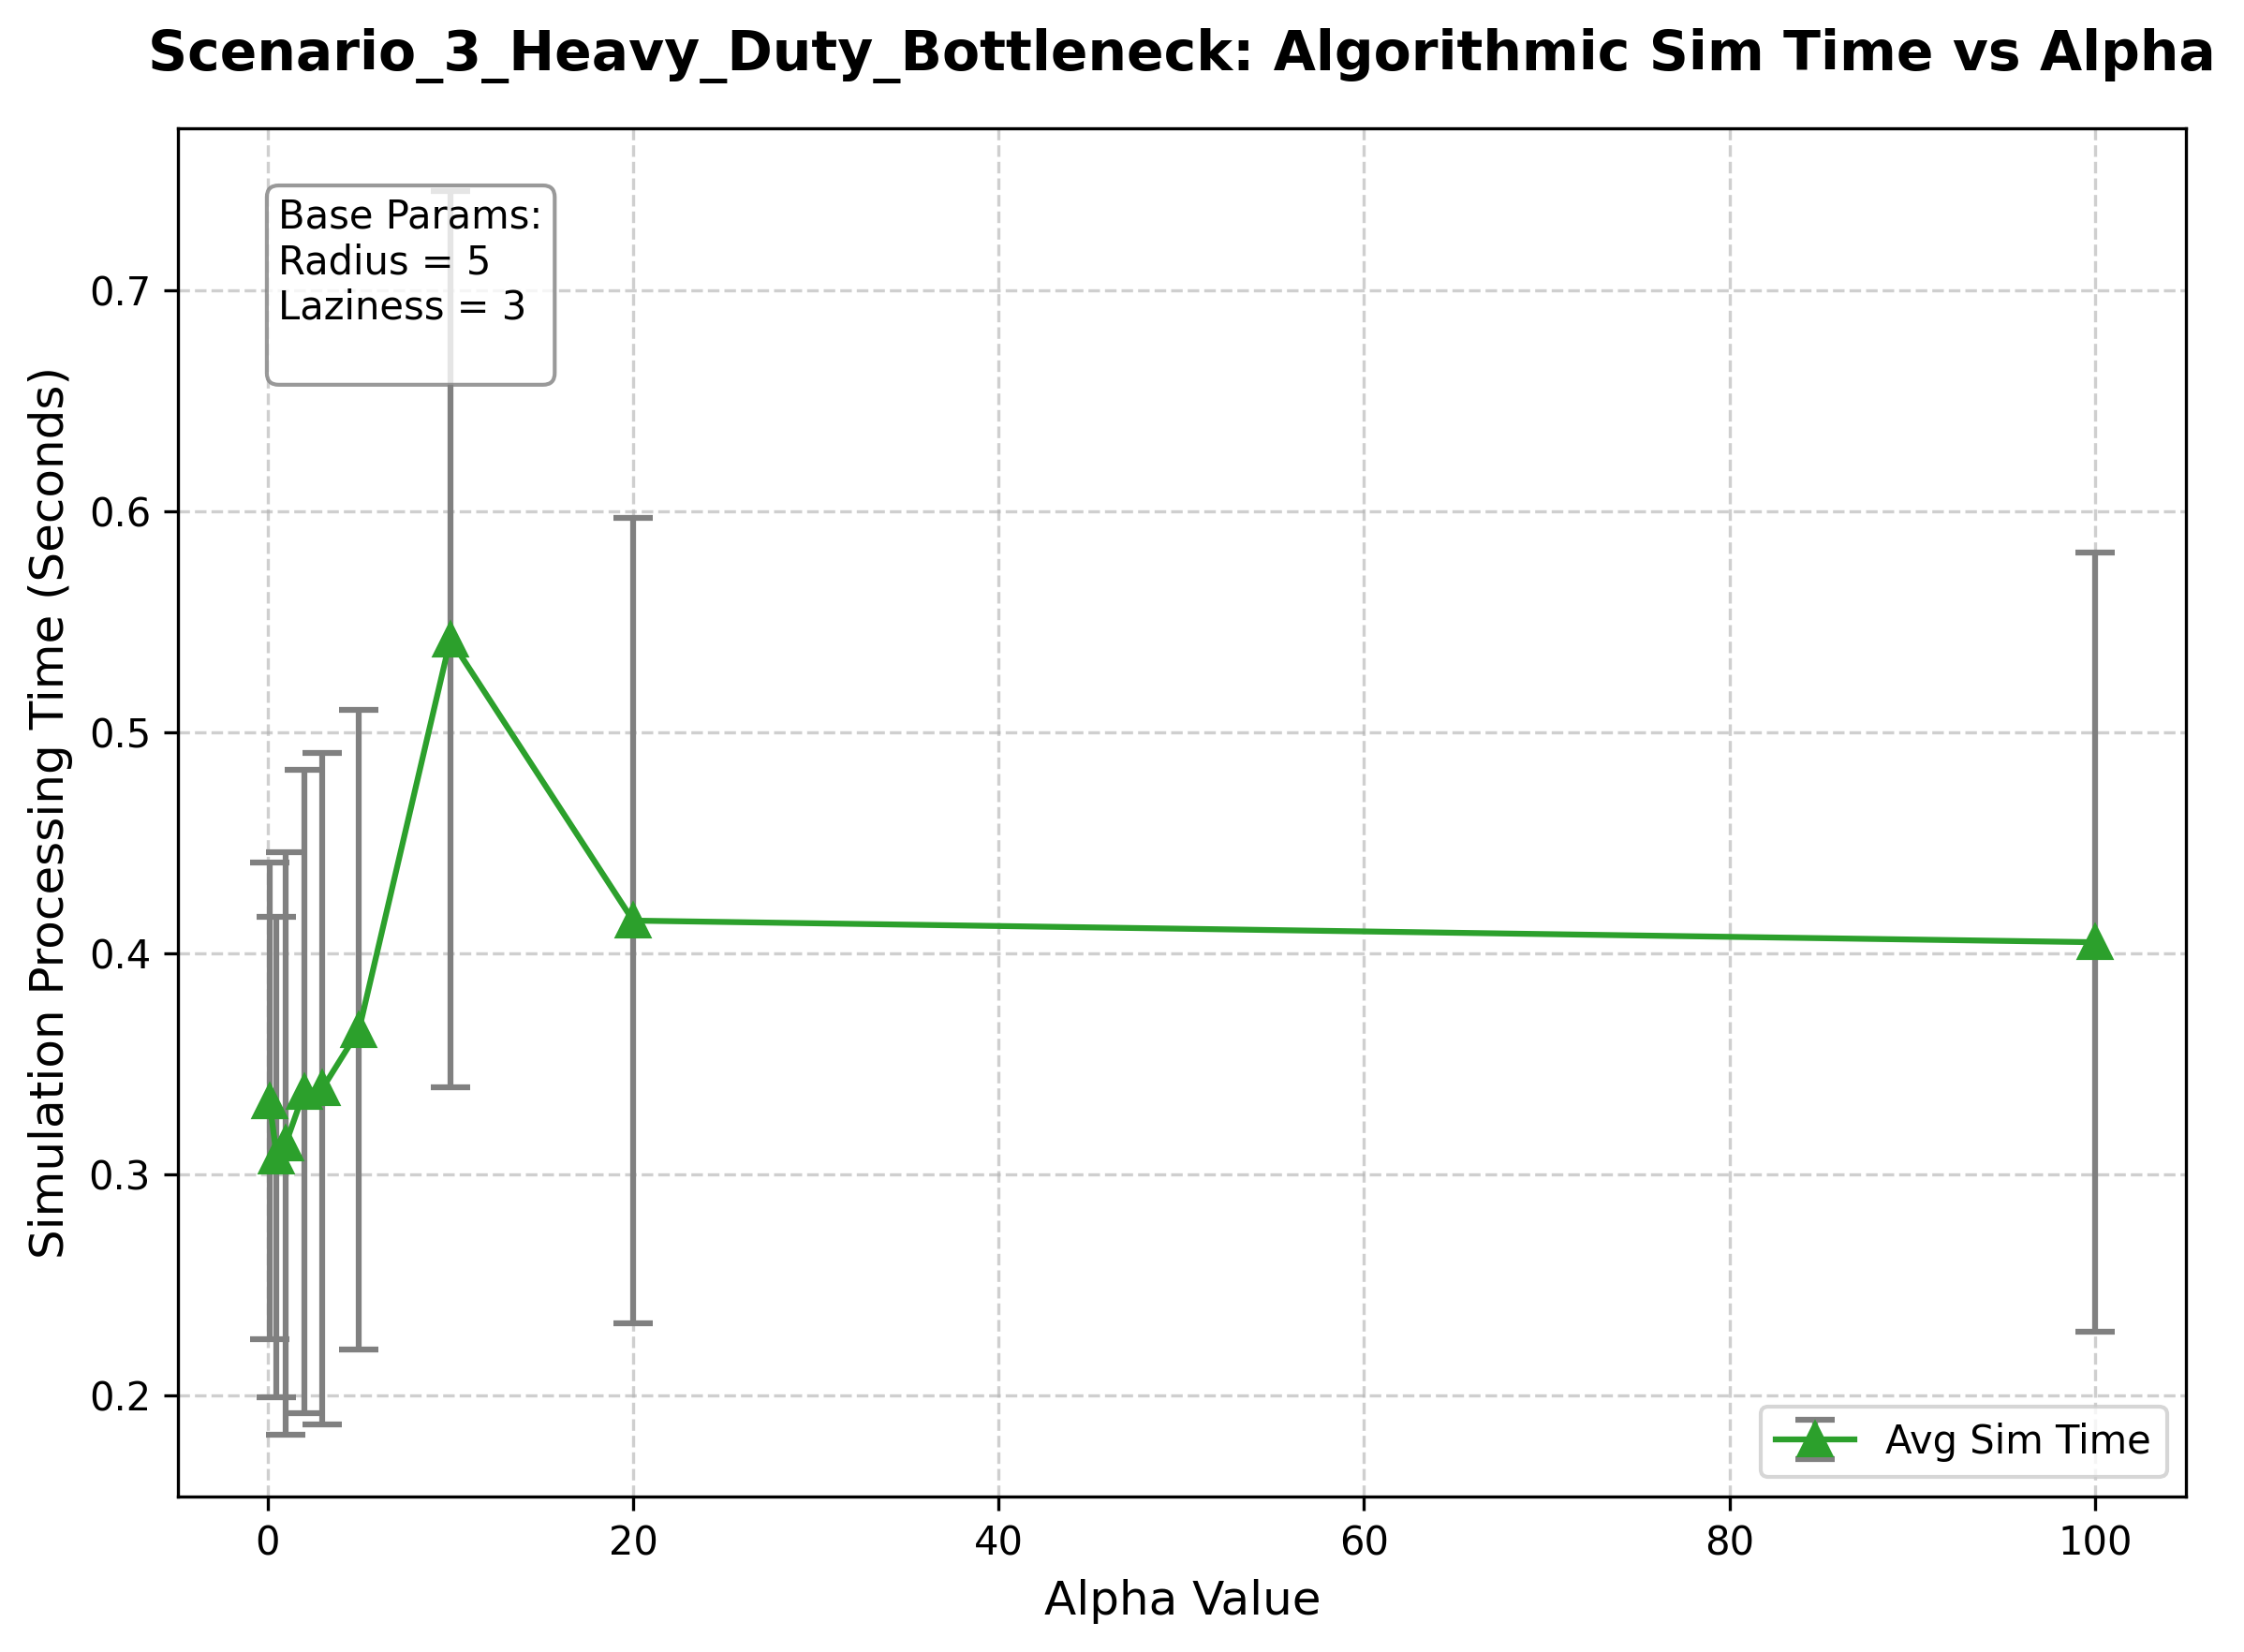 Scenario_3_Heavy_Duty_Bottleneck: Algorithmic Sim Time vs Alpha
Base Params:
Radius = 5
Laziness = 3
Simulation Processing Time (Seconds)
0.7
0.6
0.5
0.4
0.3
0.2
Avg Sim Time
0
20
40
60
80
100
Alpha Value